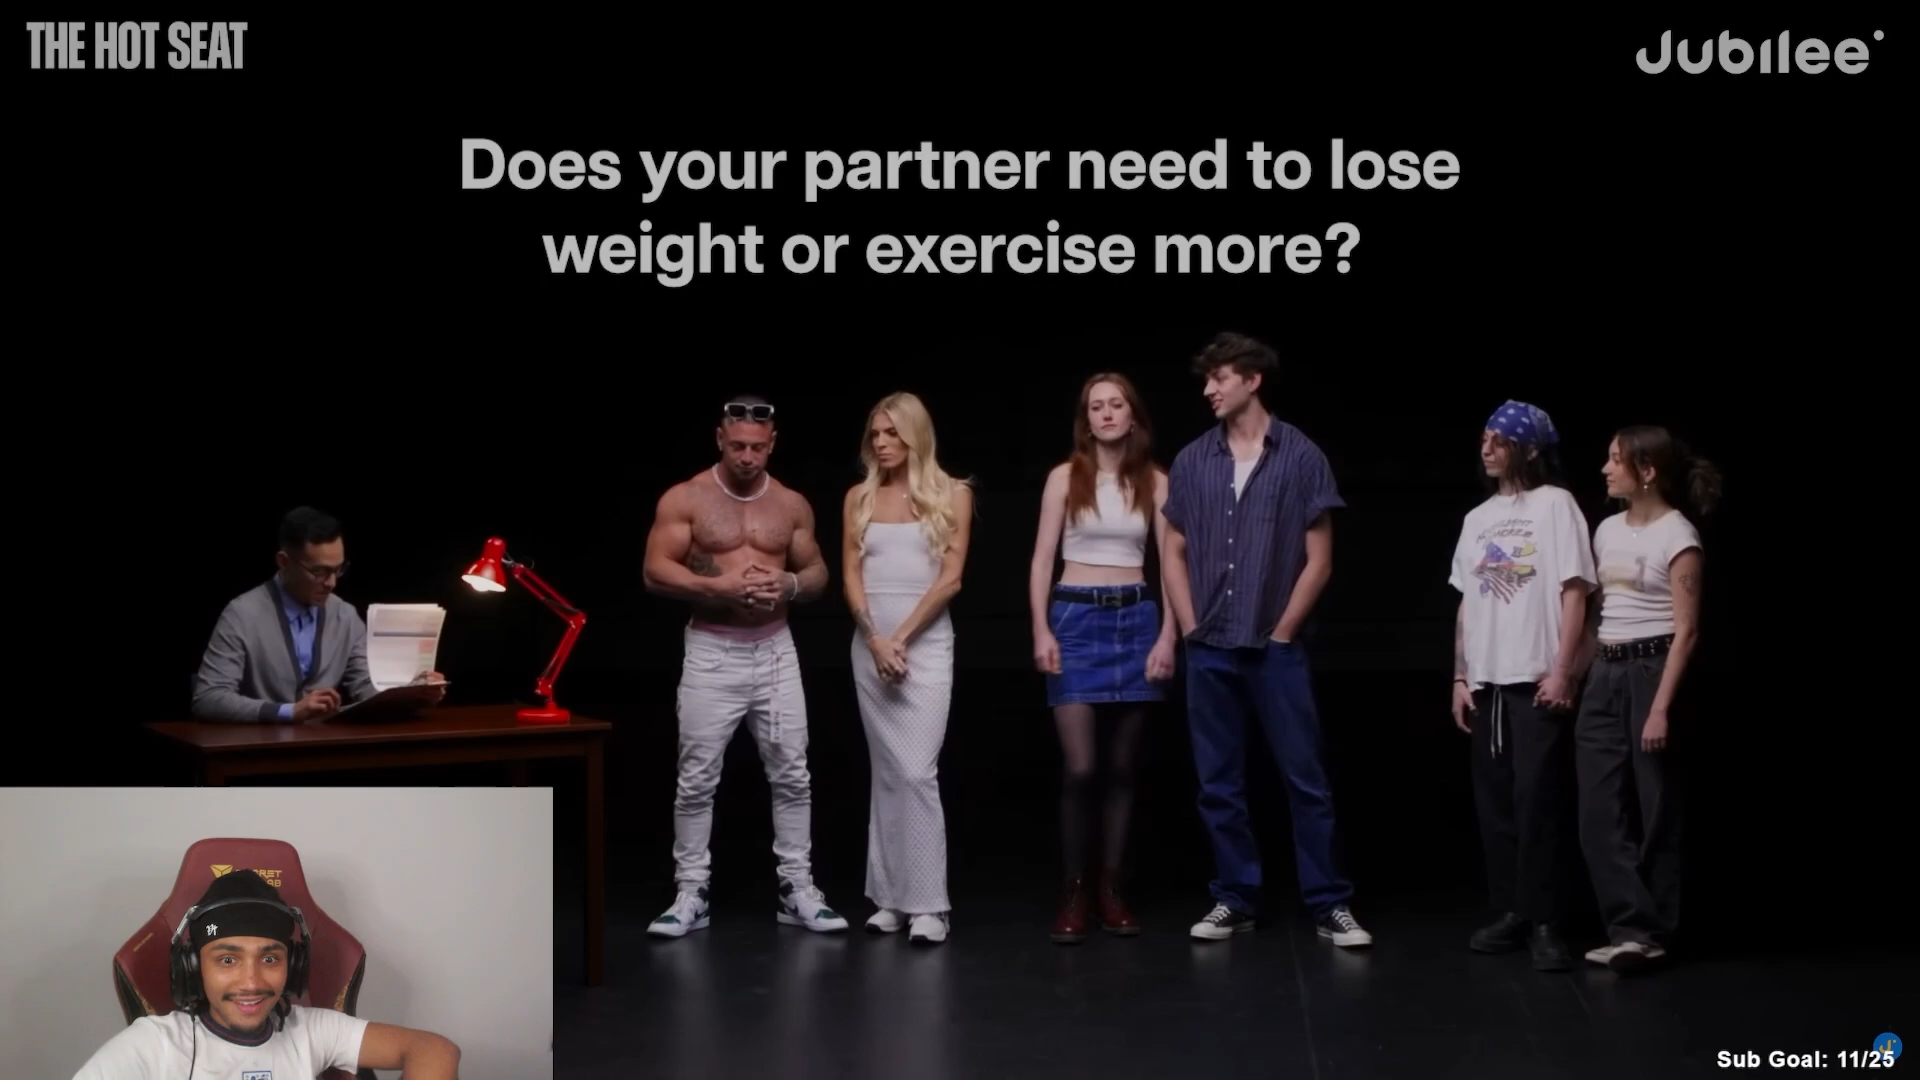 THE HOT SEAT
Jubilee
Does your partner need to lose
weight or exercise more?
Sub Goal: 11/25